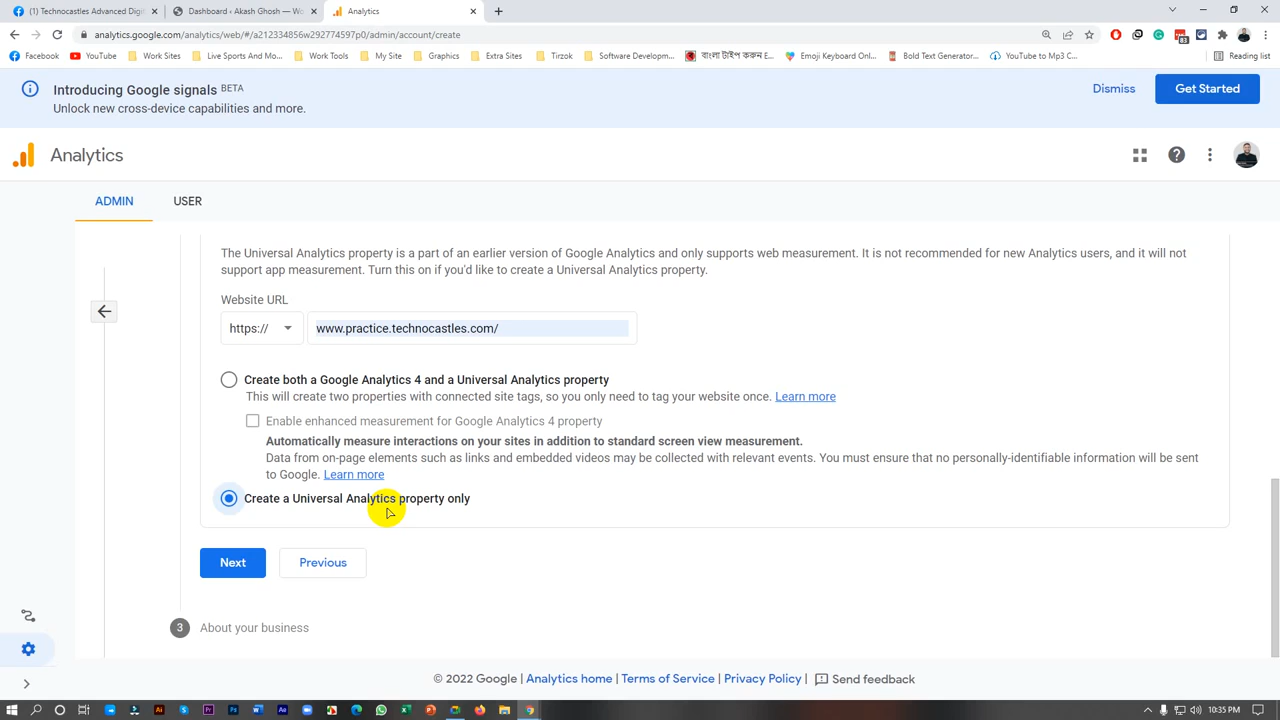 (1) Technocastles Advanced Digi
Dashboard ‹ Akash Ghosh — Wo
Analytics
analytics.google.com/analytics/web/#/a212334856w292774597p0/admin/account/create
Facebook
YouTube
Work Sites
Live Sports And Mo...
Work Tools
My Site
Graphics
Extra Sites
Tirzok
Software Developm...
বাংলা টাইপ করুন E...
Emoji Keyboard Onl...
Bold Text Generator...
YouTube to Mp3 C...
Reading list
Introducing Google signals BETA
Unlock new cross-device capabilities and more.
Dismiss
Get Started
Analytics
ADMIN
USER
The Universal Analytics property is a part of an earlier version of Google Analytics and only supports web measurement. It is not recommended for new Analytics users, and it will not
support app measurement. Turn this on if you'd like to create a Universal Analytics property.
Website URL
https://
www.practice.technocastles.com/
Create both a Google Analytics 4 and a Universal Analytics property
This will create two properties with connected site tags, so you only need to tag your website once. Learn more
Enable enhanced measurement for Google Analytics 4 property
Automatically measure interactions on your sites in addition to standard screen view measurement.
Data from on-page elements such as links and embedded videos may be collected with relevant events. You must ensure that no personally-identifiable information will be sent
to Google. Learn more
Create a Universal Analytics property only
Next
Previous
3 About your business
© 2022 Google | Analytics home | Terms of Service | Privacy Policy | Send feedback
10:35 PM